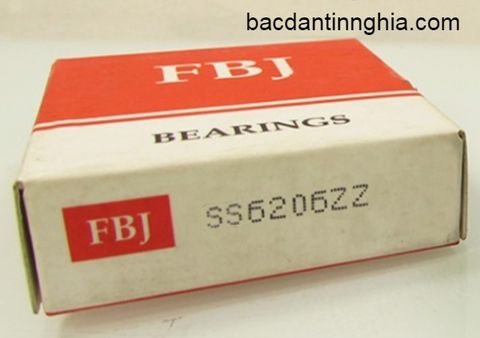 bacdantinnghia.com
FBJ
BEARINGS
FBJ
SS6206ZZ